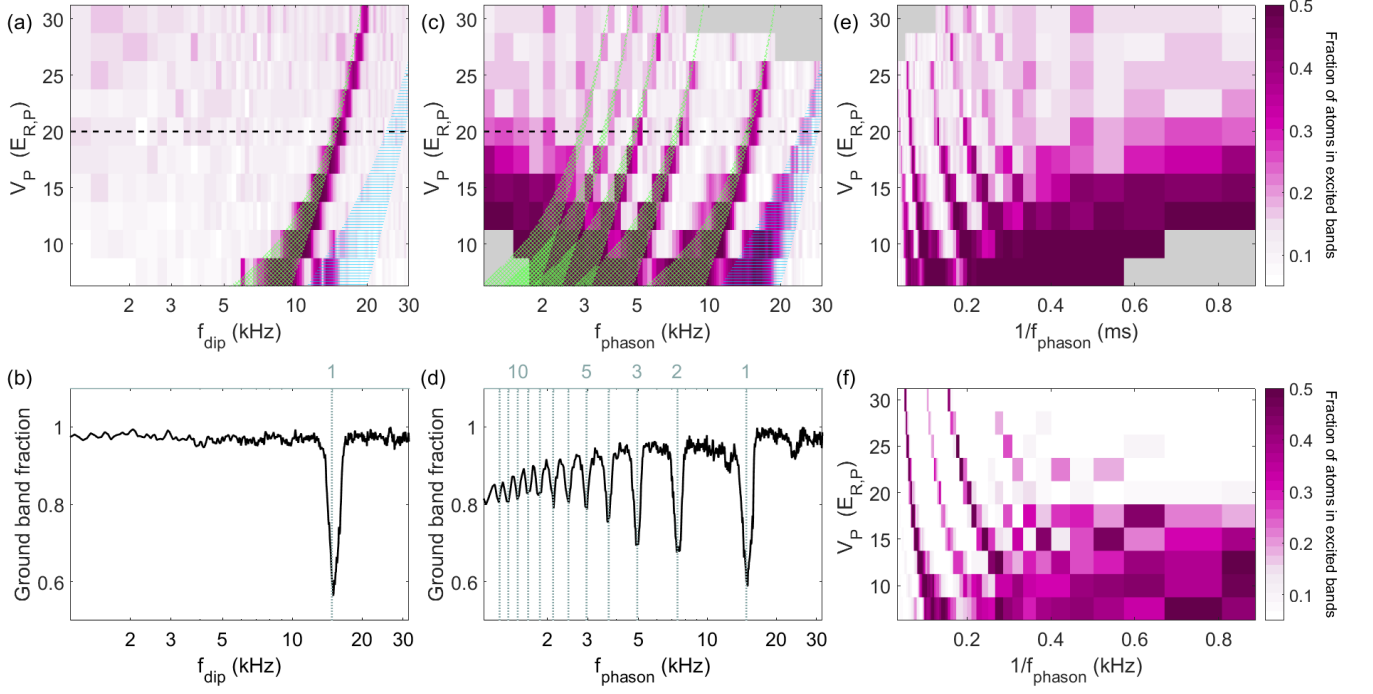 (a)
30
25
20
15
10
V_P (E_{R,P})
2 3 5 10 20 30
f_dip (kHz)
(c)
30
25
20
15
10
V_P (E_{R,P})
2 3 5 10 20 30
f_phason (kHz)
(e)
30
25
20
15
10
V_P (E_{R,P})
0.2 0.4 0.6 0.8
1/f_phason (ms)
0.5
0.4
0.3
0.2
0.1
Fraction of atoms in excited bands
(b)
1
1
0.8
0.6
Ground band fraction
2 3 5 10 20 30
f_dip (kHz)
(d)
10 5 3 2 1
1
0.8
0.6
Ground band fraction
2 3 5 10 20 30
f_phason (kHz)
(f)
30
25
20
15
10
V_P (E_{R,P})
0.2 0.4 0.6 0.8
1/f_phason (kHz)
0.5
0.4
0.3
0.2
0.1
Fraction of atoms in excited bands